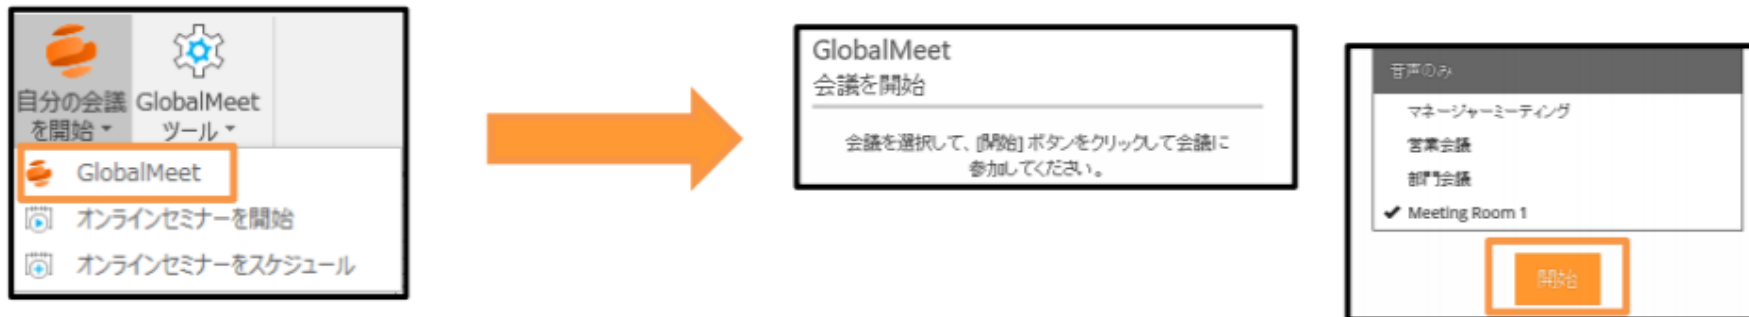 自分の会議
を開始
GlobalMeet
ツール
GlobalMeet
オンラインセミナーを開始
オンラインセミナーをスケジュール
GlobalMeet
会議を開始
会議を選択して、[開始] ボタンをクリックして会議に
参加してください。
音声のみ
マネージャーミーティング
営業会議
部門会議
Meeting Room 1
開始